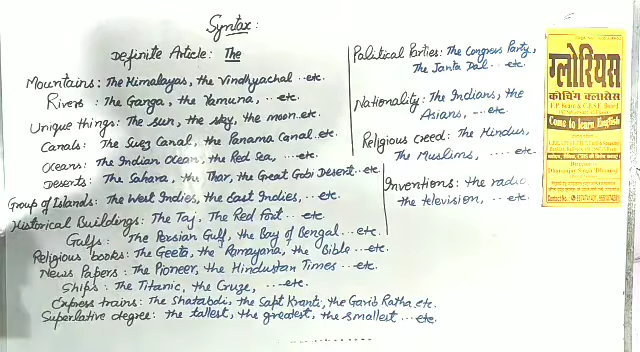 Syntax:
Definite Article: The
Mountains: The Himalayas, the Vindhyachal ...etc.
Rivers : The Ganga, the Yamuna, ...etc.
Unique things: The sun, the sky, the moon.etc.
Canals: The Suez Canal, the Panama Canal.etc.
Oceans: The Indian Ocean, the Red Sea, ....etc.
Deserts: The Sahara, the Thar, the Great Gobi Desert...etc
Group of Islands: The West Indies, the East Indies, ...etc.
Historical Buildings: The Taj, The Red Fort ...etc
Gulfs: The Persian Gulf, the Bay of Bengal ...etc.
Religious books: The Geeta, the Ramayana, the Bible ...etc.
News Papers: The Pioneer, the Hindustan Times ...etc.
Ships: The Titanic, the Cruze, ....etc.
Express trains: The Shatabdi, the Sapt Kranti, the Garib Ratha.etc.
Superlative degree: the tallest, the greatest, the smallest ...etc.
Political Parties: The Congress Party,
The Janta Dal...etc.
Nationality: The Indians, the
Asians, ....etc.
Religious creed: The Hindus,
The Muslims, .....etc.
Inventions: the radio,
the television, ...etc.
ग्लोरियस
कोचिंग क्लासेस
Come to learn English